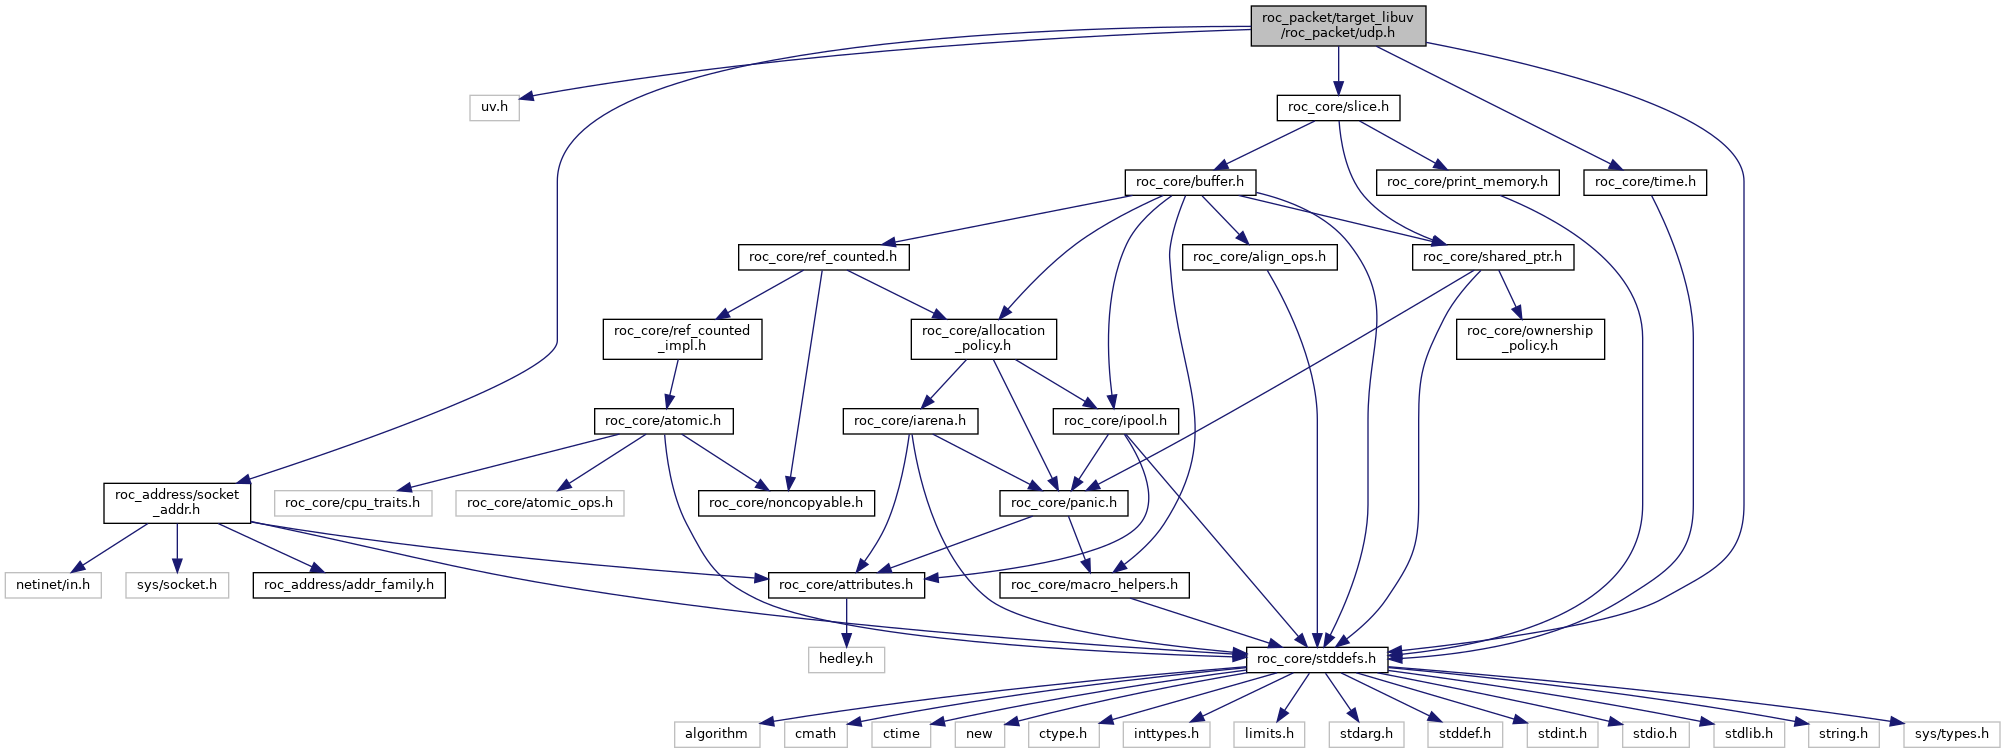 roc_packet/target_libuv
/roc_packet/udp.h
uv.h
roc_core/slice.h
roc_core/buffer.h
roc_core/print_memory.h
roc_core/time.h
roc_core/ref_counted.h
roc_core/align_ops.h
roc_core/shared_ptr.h
roc_core/ref_counted
_impl.h
roc_core/allocation
_policy.h
roc_core/ownership
_policy.h
roc_core/atomic.h
roc_core/iarena.h
roc_core/ipool.h
roc_address/socket
_addr.h
roc_core/cpu_traits.h
roc_core/atomic_ops.h
roc_core/noncopyable.h
roc_core/panic.h
netinet/in.h
sys/socket.h
roc_address/addr_family.h
roc_core/attributes.h
roc_core/macro_helpers.h
hedley.h
roc_core/stddefs.h
algorithm
cmath
ctime
new
ctype.h
inttypes.h
limits.h
stdarg.h
stddef.h
stdint.h
stdio.h
stdlib.h
string.h
sys/types.h